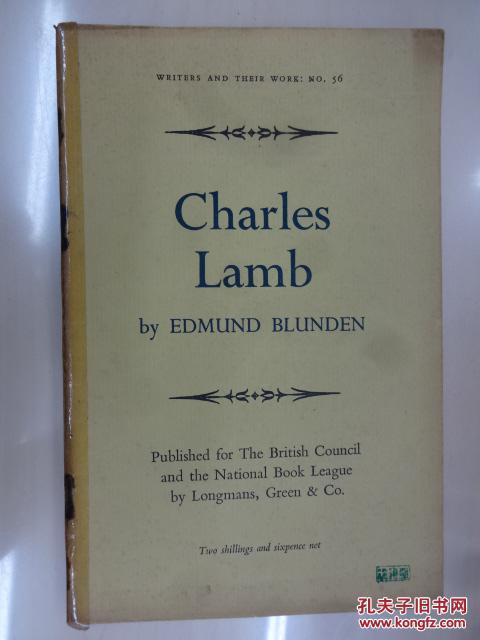 WRITERS AND THEIR WORK: NO. 56
Charles
Lamb
by EDMUND BLUNDEN
Published for The British Council
and the National Book League
by Longmans, Green & Co.
Two shillings and sixpence net
孔夫子旧书网
www.kongfz.com